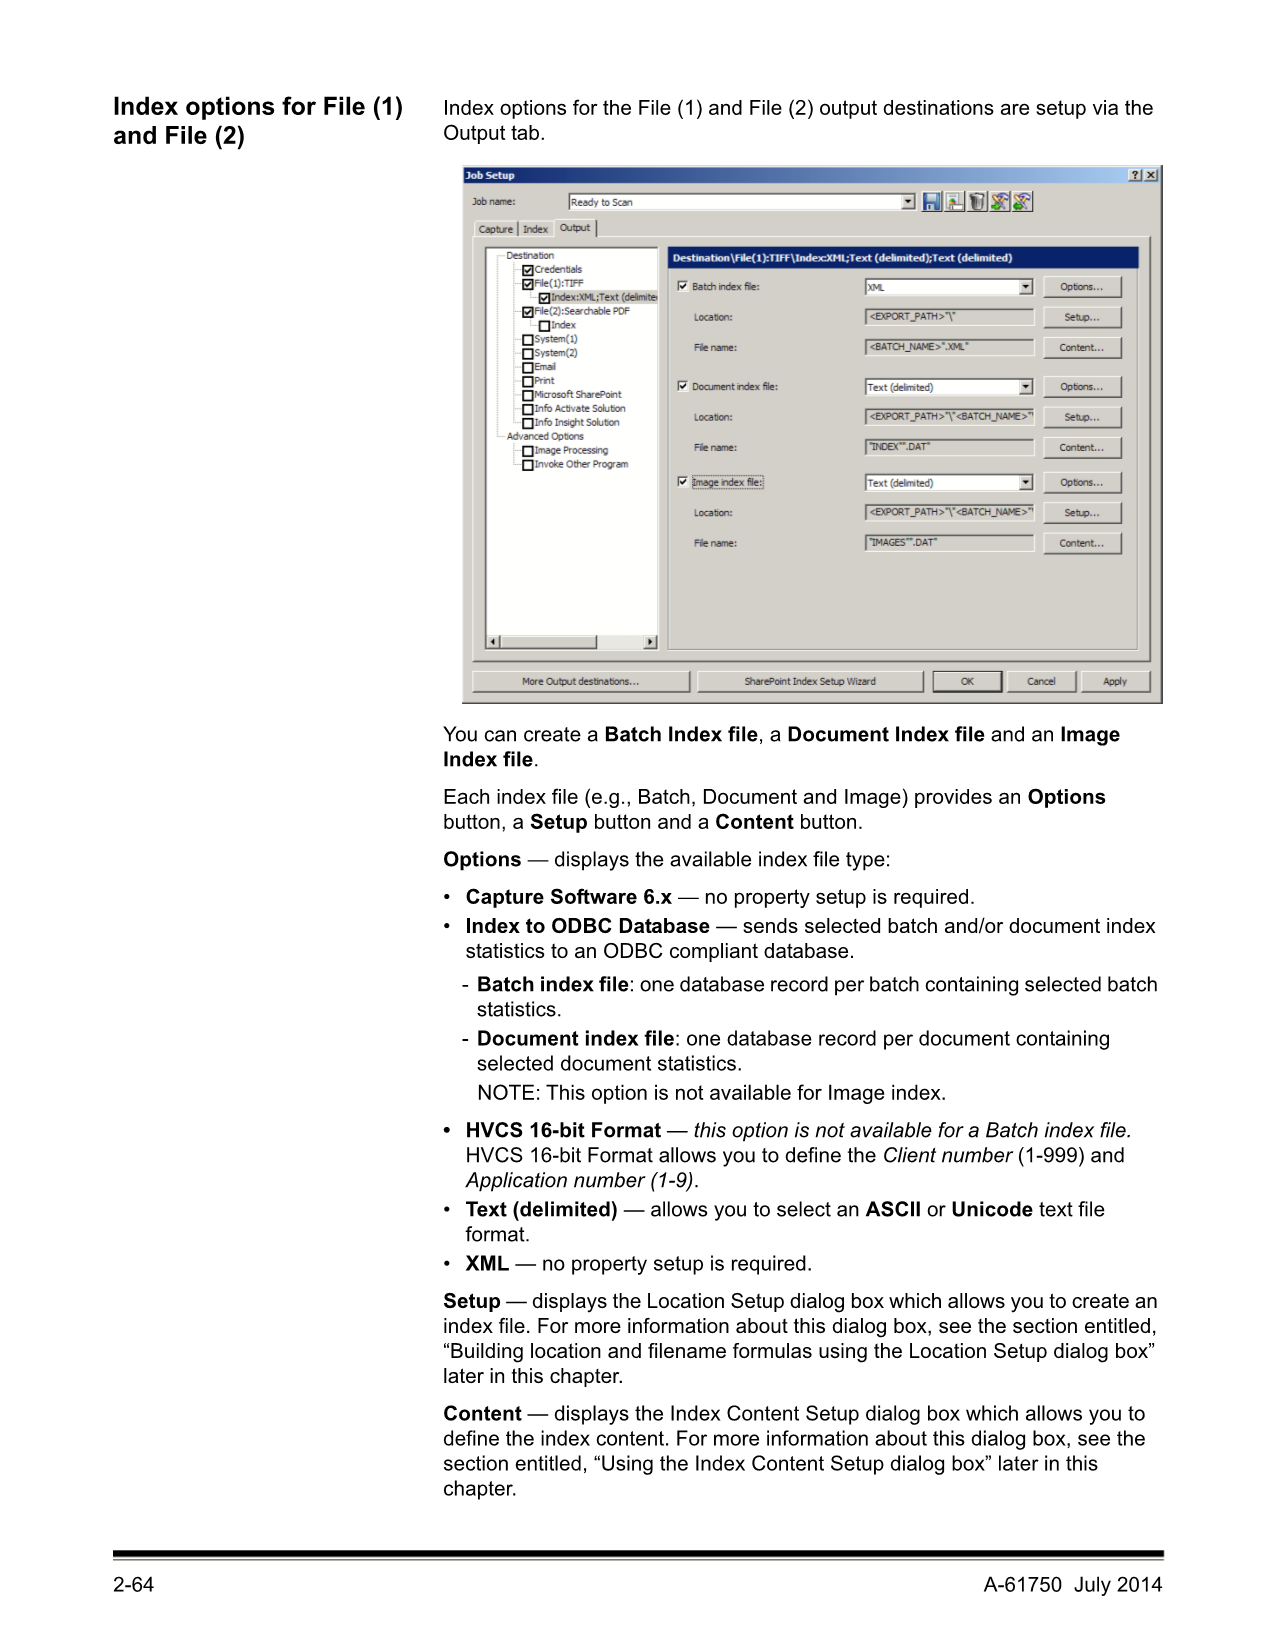 Index options for File (1)
and File (2)
Index options for the File (1) and File (2) output destinations are setup via the
Output tab.
Job Setup
Job name:
Ready to Scan
Capture
Index
Output
Destination
Credentials
File(1):TIFF
Index:XML;Text (delimite
File(2):Searchable PDF
Index
System(1)
System(2)
Email
Print
Microsoft SharePoint
Info Activate Solution
Info Insight Solution
Advanced Options
Image Processing
Invoke Other Program
Destination\File(1):TIFF\Index:XML;Text (delimited);Text (delimited)
Batch index file:
XML
Options...
Location:
<EXPORT_PATH>"\"
Setup...
File name:
<BATCH_NAME>".XML"
Content...
Document index file:
Text (delimited)
Options...
Location:
<EXPORT_PATH>"\"<BATCH_NAME>"\
Setup...
File name:
"INDEX"".DAT"
Content...
Image index file:
Text (delimited)
Options...
Location:
<EXPORT_PATH>"\"<BATCH_NAME>"\
Setup...
File name:
"IMAGES"".DAT"
Content...
More Output destinations...
SharePoint Index Setup Wizard
OK
Cancel
Apply
You can create a Batch Index file, a Document Index file and an Image
Index file.
Each index file (e.g., Batch, Document and Image) provides an Options
button, a Setup button and a Content button.
Options — displays the available index file type:
• Capture Software 6.x — no property setup is required.
• Index to ODBC Database — sends selected batch and/or document index
statistics to an ODBC compliant database.
- Batch index file: one database record per batch containing selected batch
statistics.
- Document index file: one database record per document containing
selected document statistics.
NOTE: This option is not available for Image index.
• HVCS 16-bit Format — this option is not available for a Batch index file.
HVCS 16-bit Format allows you to define the Client number (1-999) and
Application number (1-9).
• Text (delimited) — allows you to select an ASCII or Unicode text file
format.
• XML — no property setup is required.
Setup — displays the Location Setup dialog box which allows you to create an
index file. For more information about this dialog box, see the section entitled,
“Building location and filename formulas using the Location Setup dialog box”
later in this chapter.
Content — displays the Index Content Setup dialog box which allows you to
define the index content. For more information about this dialog box, see the
section entitled, “Using the Index Content Setup dialog box” later in this
chapter.
2-64
A-61750 July 2014